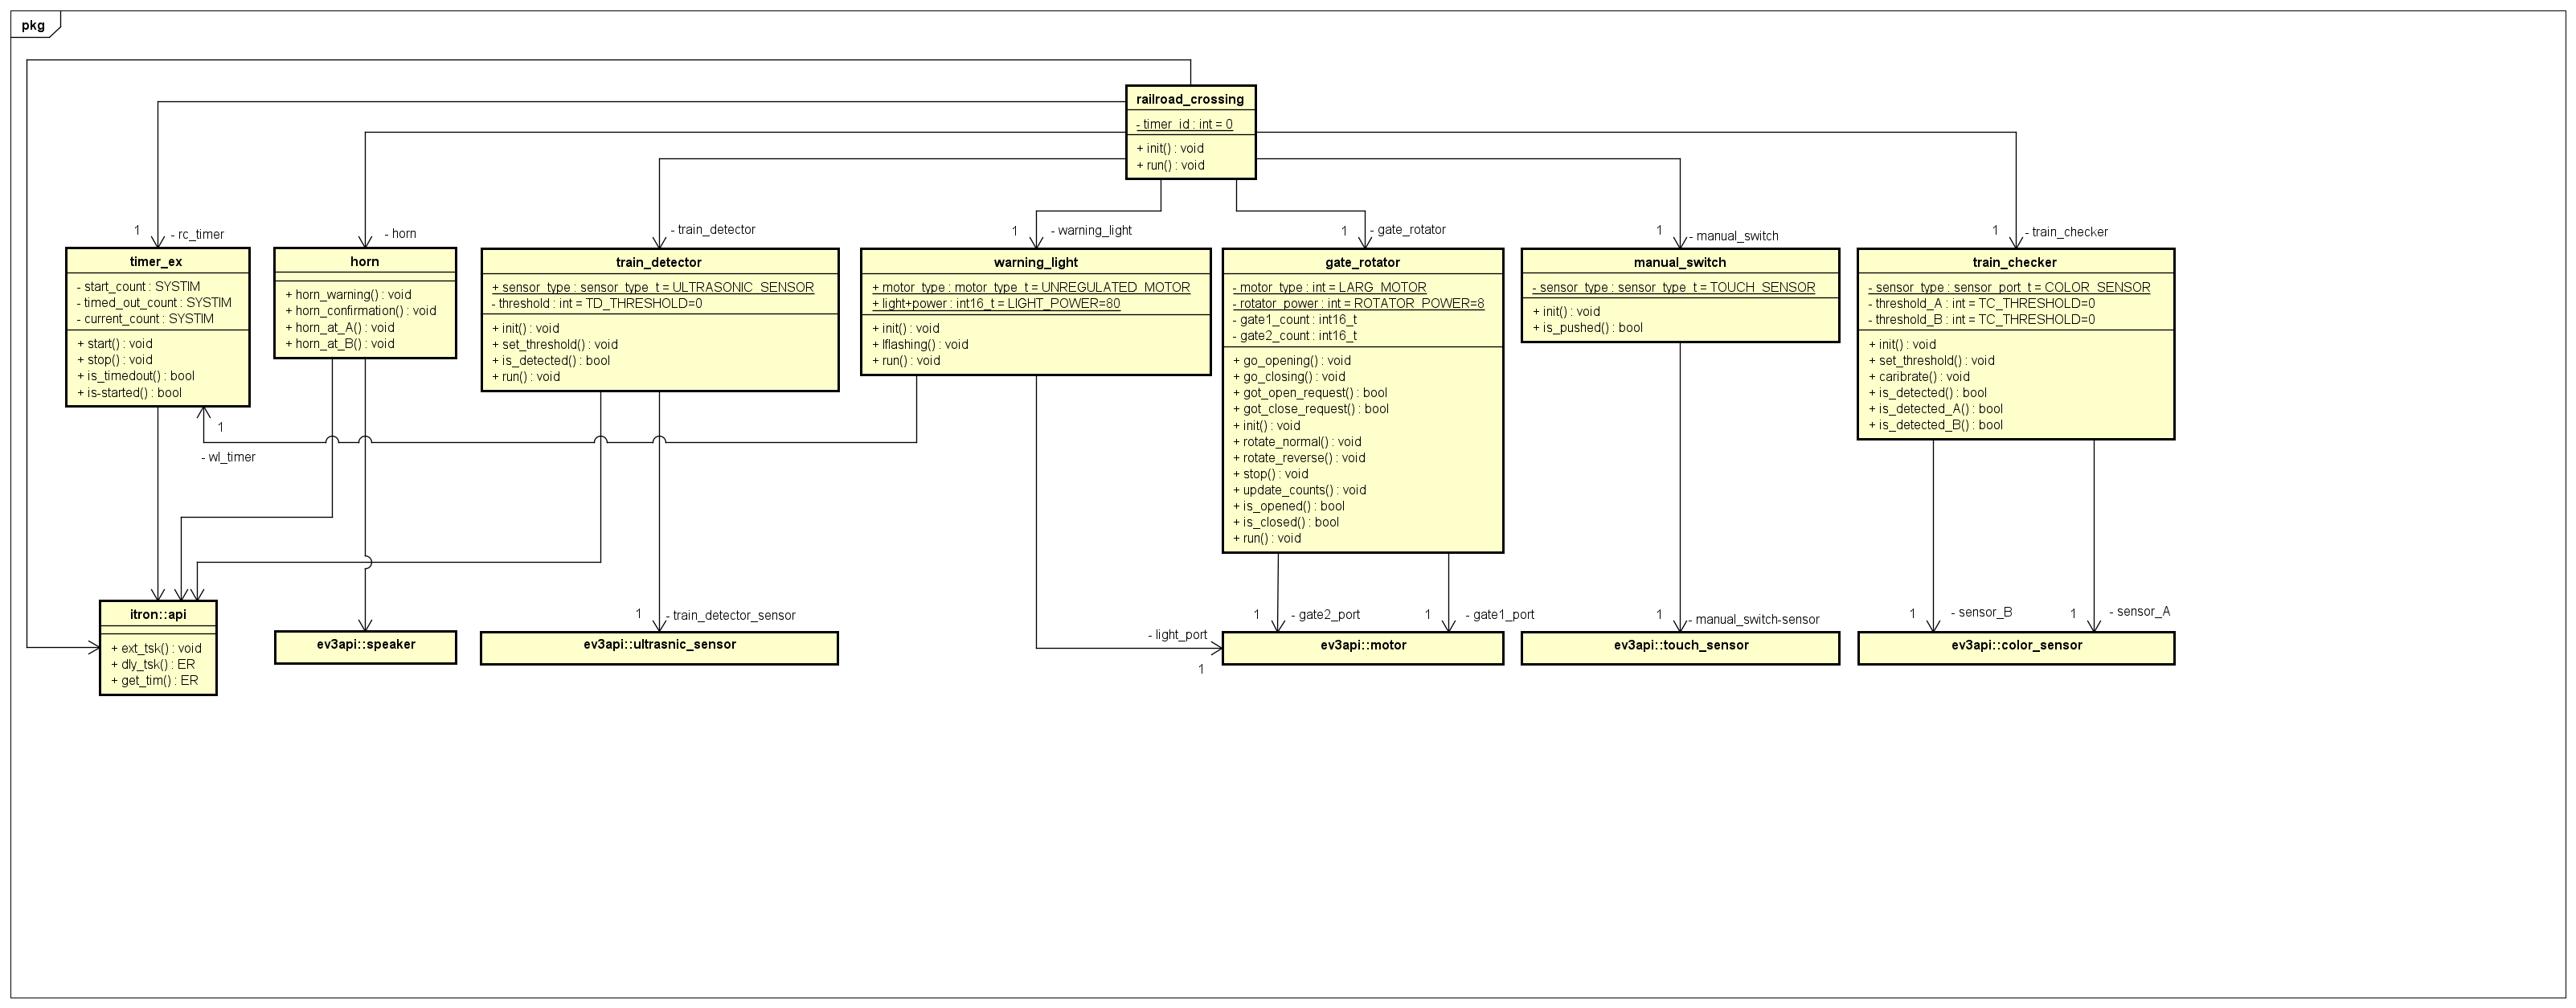 pkg
railroad_crossing
- timer_id : int = 0
+ init() : void
+ run() : void
1
- rc_timer
- horn
- train_detector
1
- warning_light
1
- gate_rotator
1
- manual_switch
1
- train_checker
timer_ex
- start_count : SYSTIM
- timed_out_count : SYSTIM
- current_count : SYSTIM
+ start() : void
+ stop() : void
+ is_timedout() : bool
+ is-started() : bool
horn
+ horn_warning() : void
+ horn_confirmation() : void
+ horn_at_A() : void
+ horn_at_B() : void
train_detector
+ sensor_type : sensor_type_t = ULTRASONIC_SENSOR
- threshold : int = TD_THRESHOLD=0
+ init() : void
+ set_threshold() : void
+ is_detected() : bool
+ run() : void
warning_light
+ motor_type : motor_type_t = UNREGULATED_MOTOR
+ light+power : int16_t = LIGHT_POWER=80
+ init() : void
+ lflashing() : void
+ run() : void
gate_rotator
- motor_type : int = LARG_MOTOR
- rotator_power : int = ROTATOR_POWER=8
- gate1_count : int16_t
- gate2_count : int16_t
+ go_opening() : void
+ go_closing() : void
+ got_open_request() : bool
+ got_close_request() : bool
+ init() : void
+ rotate_normal() : void
+ rotate_reverse() : void
+ stop() : void
+ update_counts() : void
+ is_opened() : bool
+ is_closed() : bool
+ run() : void
manual_switch
- sensor_type : sensor_type_t = TOUCH_SENSOR
+ init() : void
+ is_pushed() : bool
train_checker
- sensor_type : sensor_port_t = COLOR_SENSOR
- threshold_A : int = TC_THRESHOLD=0
- threshold_B : int = TC_THRESHOLD=0
+ init() : void
+ set_threshold() : void
+ caribrate() : void
+ is_detected() : bool
+ is_detected_A() : bool
+ is_detected_B() : bool
1
- wl_timer
1
- train_detector_sensor
- light_port
1
1
- gate2_port
1
- gate1_port
1
- manual_switch-sensor
1
- sensor_B
1
- sensor_A
itron::api
+ ext_tsk() : void
+ dly_tsk() : ER
+ get_tim() : ER
ev3api::speaker
ev3api::ultrasnic_sensor
ev3api::motor
ev3api::touch_sensor
ev3api::color_sensor